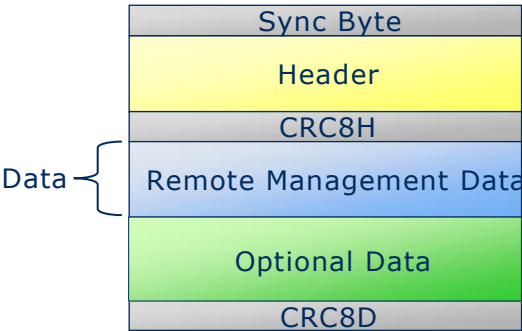 Sync Byte
Header
CRC8H
Data
Remote Management Data
Optional Data
CRC8D